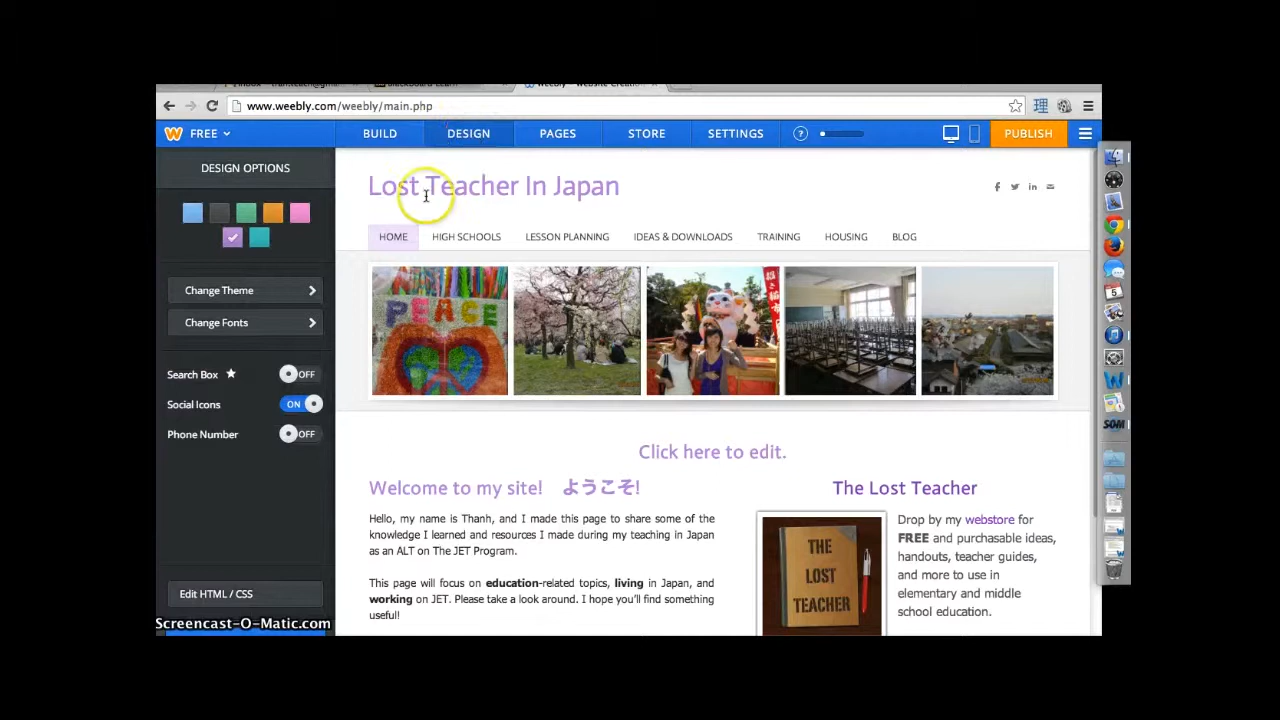 www.weebly.com/weebly/main.php
理
W FREE
BUILD
DESIGN
PAGES
STORE
SETTINGS
?
PUBLISH
DESIGN OPTIONS
Change Theme
Change Fonts
Search Box
OFF
Social Icons
ON
Phone Number
OFF
Edit HTML / CSS
Screencast-O-Matic.com
Lost Teacher In Japan
HOME
HIGH SCHOOLS
LESSON PLANNING
IDEAS & DOWNLOADS
TRAINING
HOUSING
BLOG
PEACE
Click here to edit.
Welcome to my site! ようこそ!
Hello, my name is Thanh, and I made this page to share some of the
knowledge I learned and resources I made during my teaching in Japan
as an ALT on The JET Program.
This page will focus on education-related topics, living in Japan, and
working on JET. Please take a look around. I hope you'll find something
useful!
The Lost Teacher
THE
LOST
TEACHER
Drop by my webstore for
FREE and purchasable ideas,
handouts, teacher guides,
and more to use in
elementary and middle
school education.
5
SOM